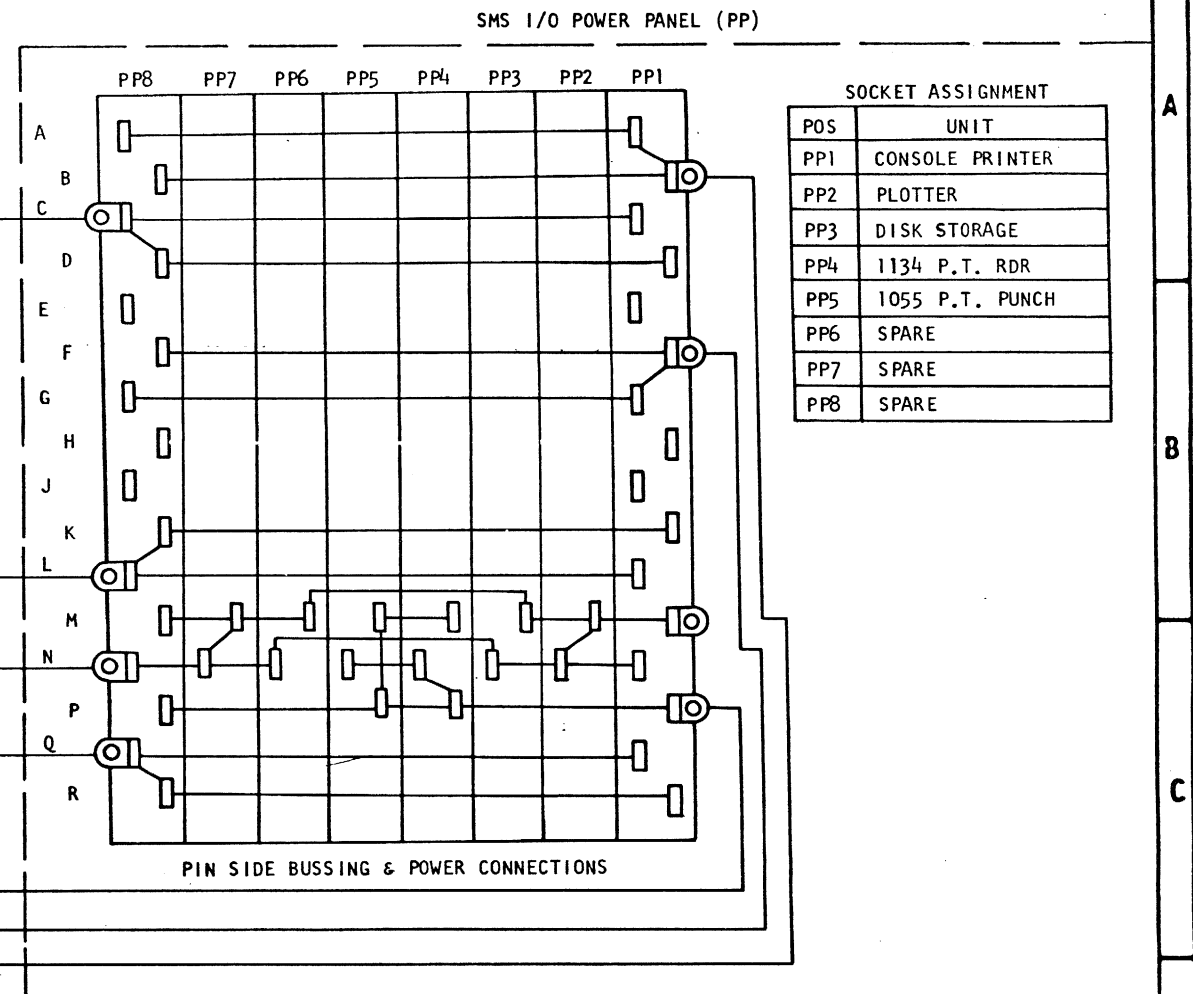 SMS I/O POWER PANEL (PP)
PP8 PP7 PP6 PP5 PP4 PP3 PP2 PP1
A
B
C
D
E
F
G
H
J
K
L
M
N
P
Q
R
PIN SIDE BUSSING & POWER CONNECTIONS
SOCKET ASSIGNMENT
POS UNIT
PP1 CONSOLE PRINTER
PP2 PLOTTER
PP3 DISK STORAGE
PP4 1134 P.T. RDR
PP5 1055 P.T. PUNCH
PP6 SPARE
PP7 SPARE
PP8 SPARE
A
B
C